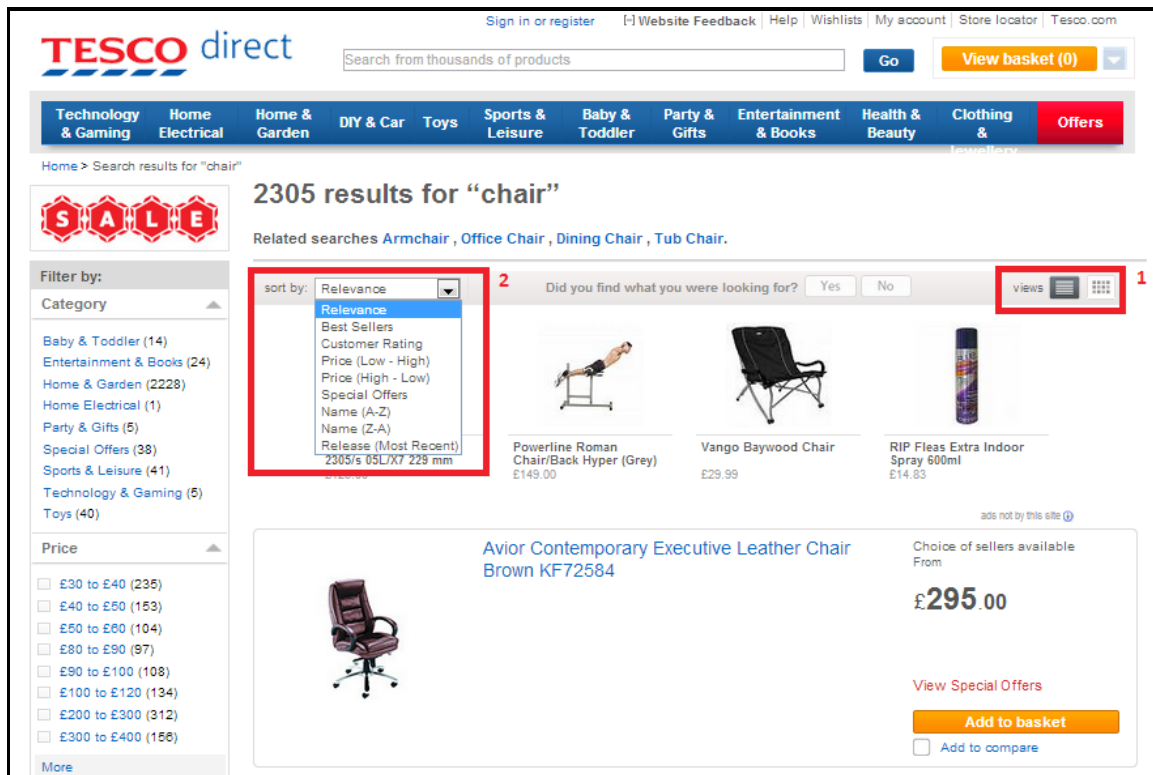 Sign in or register [-] Website Feedback Help Wishlists My account Store locator Tesco.com
TESCO direct
Search from thousands of products
Go
View basket (0)
Technology & Gaming
Home Electrical
Home & Garden
DIY & Car
Toys
Sports & Leisure
Baby & Toddler
Party & Gifts
Entertainment & Books
Health & Beauty
Clothing & Jewellery
Offers
Home > Search results for "chair"
SALE
2305 results for “chair”
Related searches Armchair , Office Chair , Dining Chair , Tub Chair.
Filter by:
Category
Baby & Toddler (14)
Entertainment & Books (24)
Home & Garden (2228)
Home Electrical (1)
Party & Gifts (5)
Special Offers (38)
Sports & Leisure (41)
Technology & Gaming (5)
Toys (40)
Price
£30 to £40 (235)
£40 to £50 (153)
£50 to £60 (104)
£80 to £90 (97)
£90 to £100 (108)
£100 to £120 (134)
£200 to £300 (312)
£300 to £400 (156)
More
sort by: Relevance
2
Did you find what you were looking for? Yes No
views
1
Relevance
Best Sellers
Customer Rating
Price (Low - High)
Price (High - Low)
Special Offers
Name (A-Z)
Name (Z-A)
Release (Most Recent)
2305/s 05L/X7 229 mm
Powerline Roman
Chair/Back Hyper (Grey)
£149.00
Vango Baywood Chair
£29.99
RIP Fleas Extra Indoor
Spray 600ml
£14.83
ads not by this site
Avior Contemporary Executive Leather Chair
Brown KF72584
Choice of sellers available
From
£295.00
View Special Offers
Add to basket
Add to compare